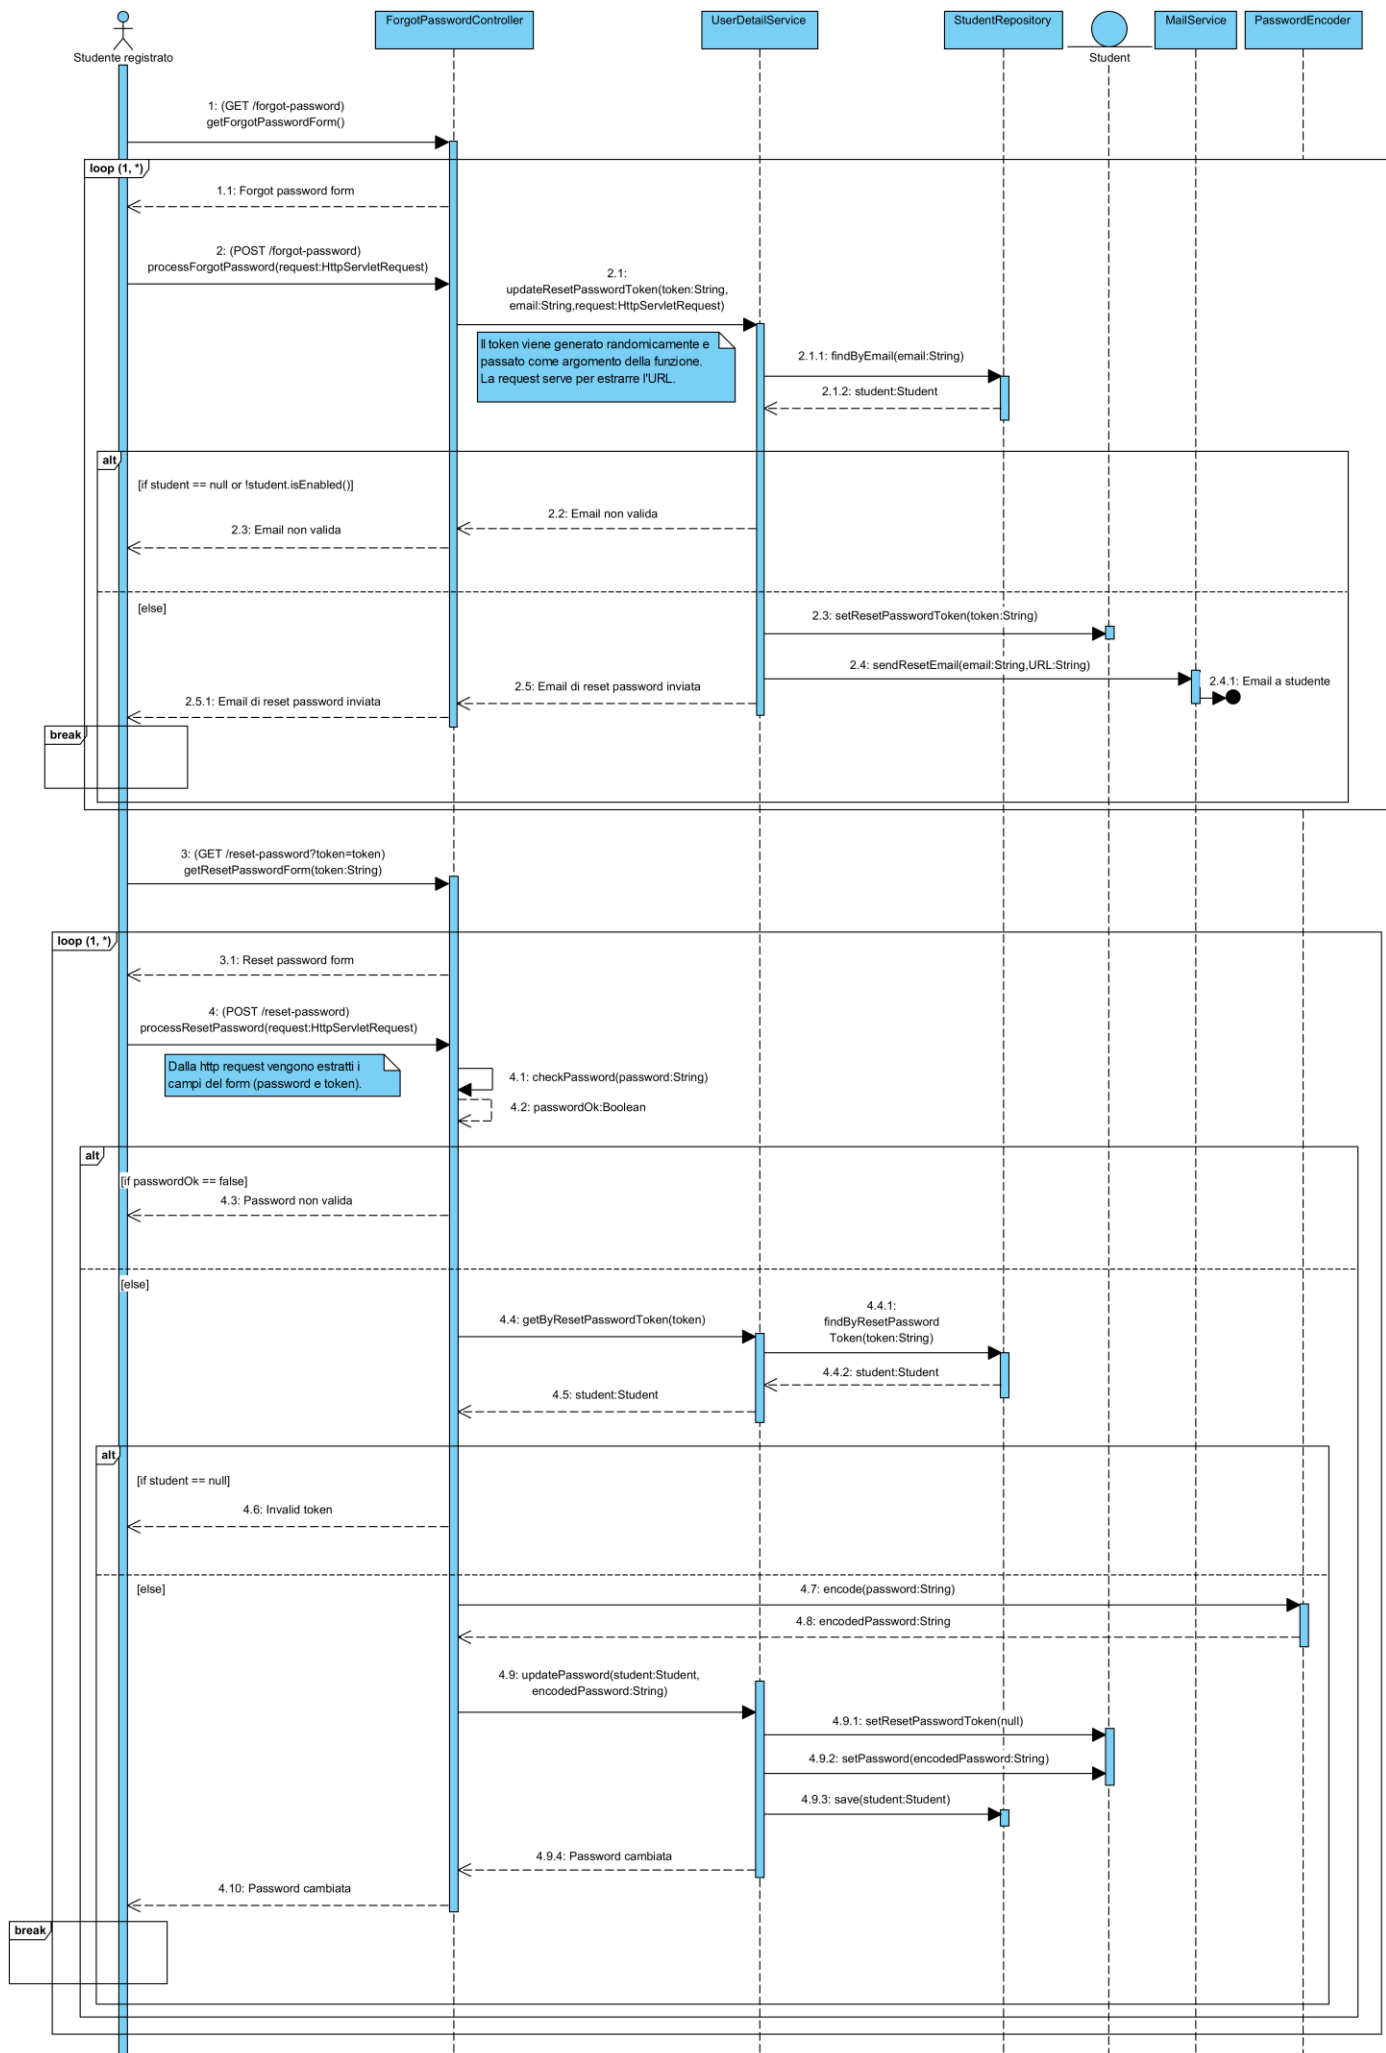 Studente registrato
ForgotPasswordController
UserDetailService
StudentRepository
Student
MailService
PasswordEncoder
1: (GET /forgot-password)
getForgotPasswordForm()
loop (1, *)
1.1: Forgot password form
2: (POST /forgot-password)
processForgotPassword(request:HttpServletRequest)
2.1:
updateResetPasswordToken(token:String,
email:String,request:HttpServletRequest)
Il token viene generato randomicamente e
passato come argomento della funzione.
La request serve per estrarre l'URL.
2.1.1: findByEmail(email:String)
2.1.2: student:Student
alt
[if student == null or !student.isEnabled()]
2.2: Email non valida
2.3: Email non valida
[else]
2.3: setResetPasswordToken(token:String)
2.4: sendResetEmail(email:String,URL:String)
2.4.1: Email a studente
2.5: Email di reset password inviata
2.5.1: Email di reset password inviata
break
3: (GET /reset-password?token=token)
getResetPasswordForm(token:String)
loop (1, *)
3.1: Reset password form
4: (POST /reset-password)
processResetPassword(request:HttpServletRequest)
Dalla http request vengono estratti i
campi del form (password e token).
4.1: checkPassword(password:String)
4.2: passwordOk:Boolean
alt
[if passwordOk == false]
4.3: Password non valida
[else]
4.4: getByResetPasswordToken(token)
4.4.1:
findByResetPassword
Token(token:String)
4.4.2: student:Student
4.5: student:Student
alt
[if student == null]
4.6: Invalid token
[else]
4.7: encode(password:String)
4.8: encodedPassword:String
4.9: updatePassword(student:Student,
encodedPassword:String)
4.9.1: setResetPasswordToken(null)
4.9.2: setPassword(encodedPassword:String)
4.9.3: save(student:Student)
4.9.4: Password cambiata
4.10: Password cambiata
break